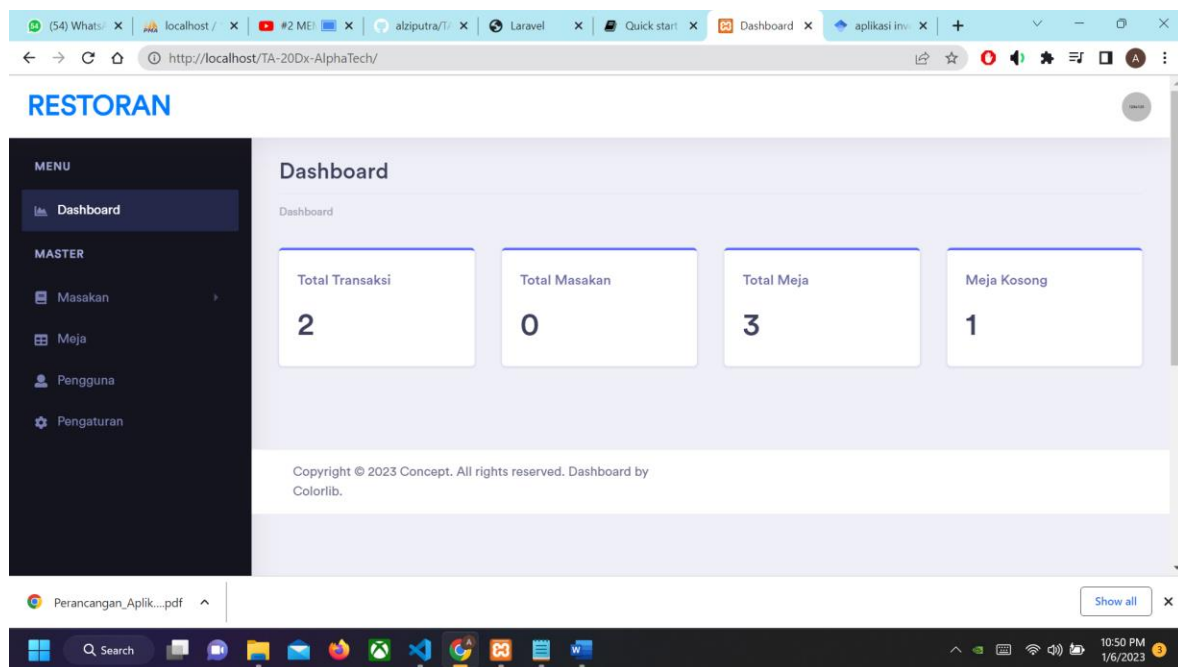 (54) Whats
localhost /
#2 ME
alziputra/T
Laravel
Quick start
Dashboard
aplikasi inv
http://localhost/TA-20Dx-AlphaTech/
A
RESTORAN
MENU
Dashboard
MASTER
Masakan
Meja
Pengguna
Pengaturan
Dashboard
Dashboard
Total Transaksi
2
Total Masakan
0
Total Meja
3
Meja Kosong
1
Copyright © 2023 Concept. All rights reserved. Dashboard by
Colorlib.
Perancangan_Aplik....pdf
Show all
Search
10:50 PM
1/6/2023
3